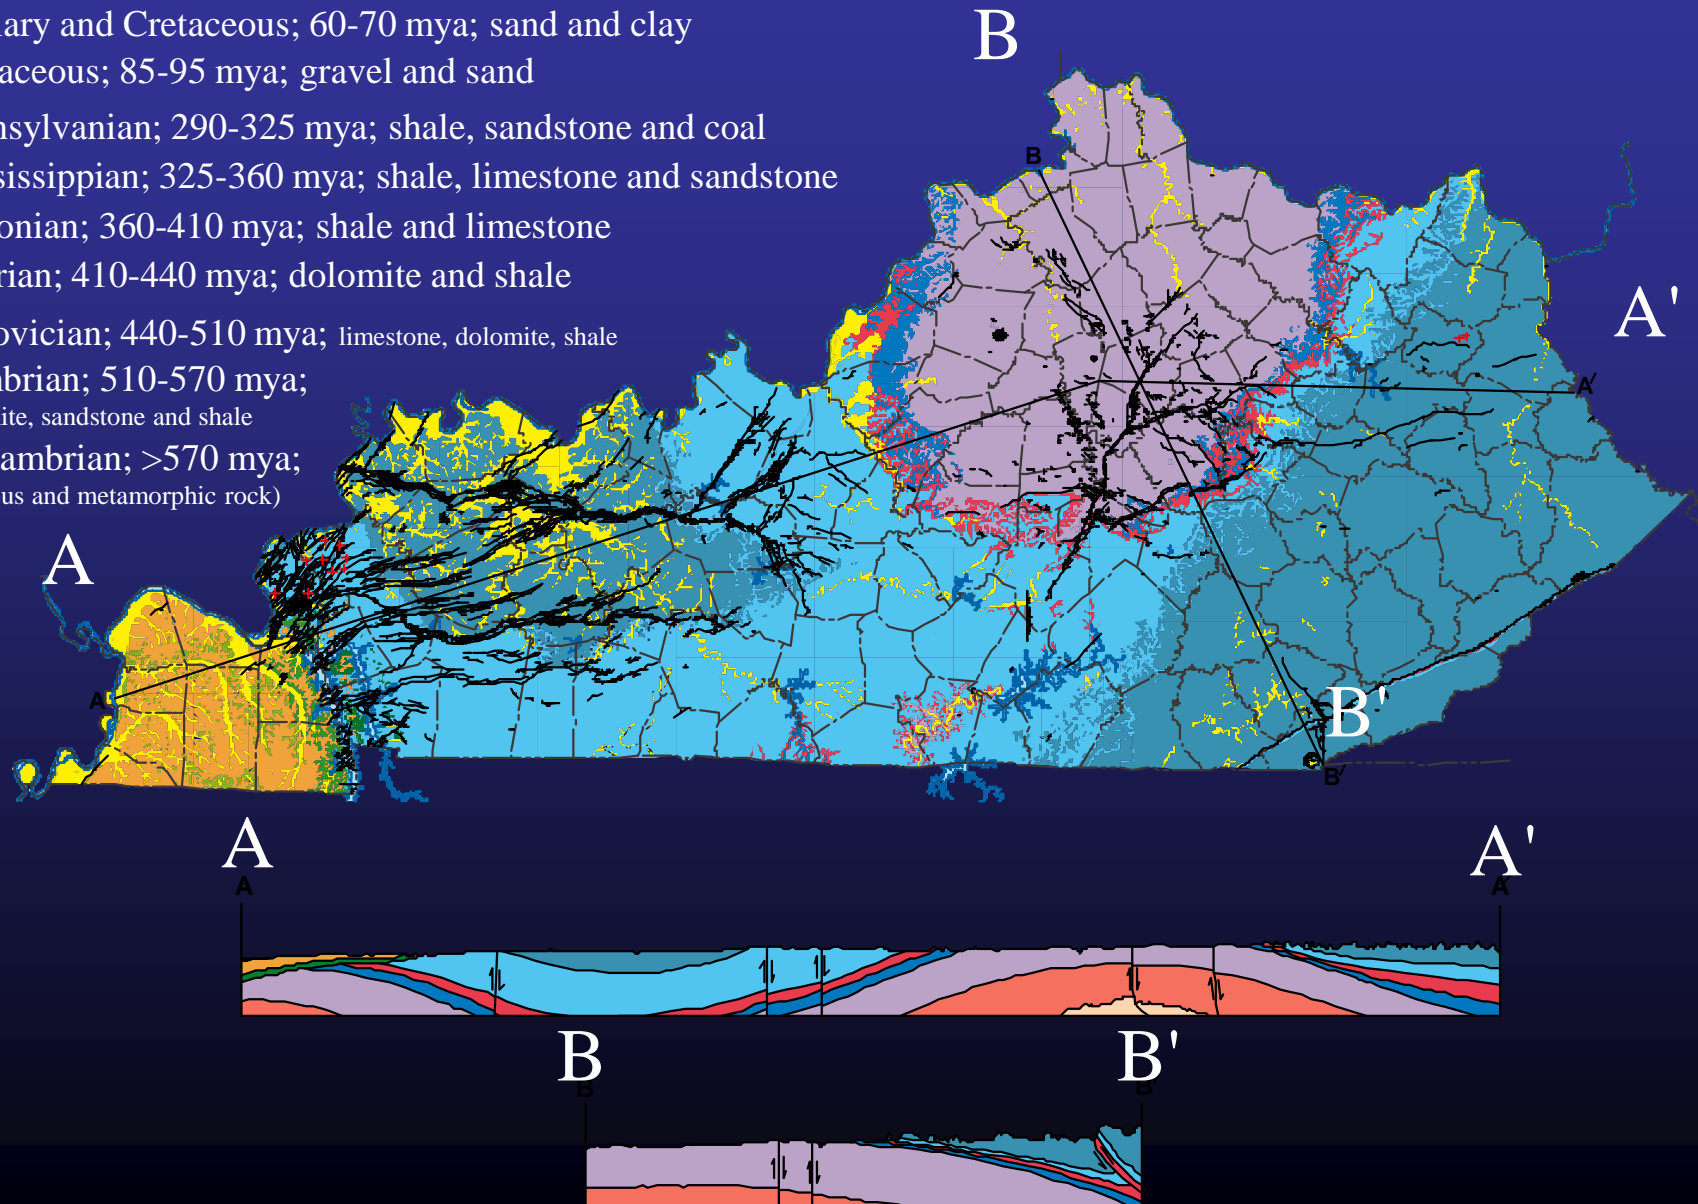 iary and Cretaceous; 60-70 mya; sand and clay
aceous; 85-95 mya; gravel and sand
nsylvanian; 290-325 mya; shale, sandstone and coal
sissippian; 325-360 mya; shale, limestone and sandstone
onian; 360-410 mya; shale and limestone
rian; 410-440 mya; dolomite and shale
ovician; 440-510 mya; limestone, dolomite, shale
nbrian; 510-570 mya;
ite, sandstone and shale
ambrian; >570 mya;
us and metamorphic rock)
B
B
A'
A'
A
A
B'
B'
A A'
A A'
B B'
B B'